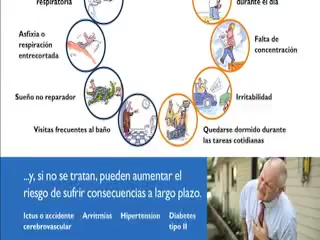 respiratoria
durante el día
Asfixia o
respiración
entrecortada
Falta de
concentración
Sueño no reparador
Irritabilidad
Visitas frecuentes al baño
Quedarse dormido durante
las tareas cotidianas
...y, si no se tratan, pueden aumentar el
riesgo de sufrir consecuencias a largo plazo.
Ictus o accidente
cerebrovascular
Arritmias
Hipertension
Diabetes
tipo II